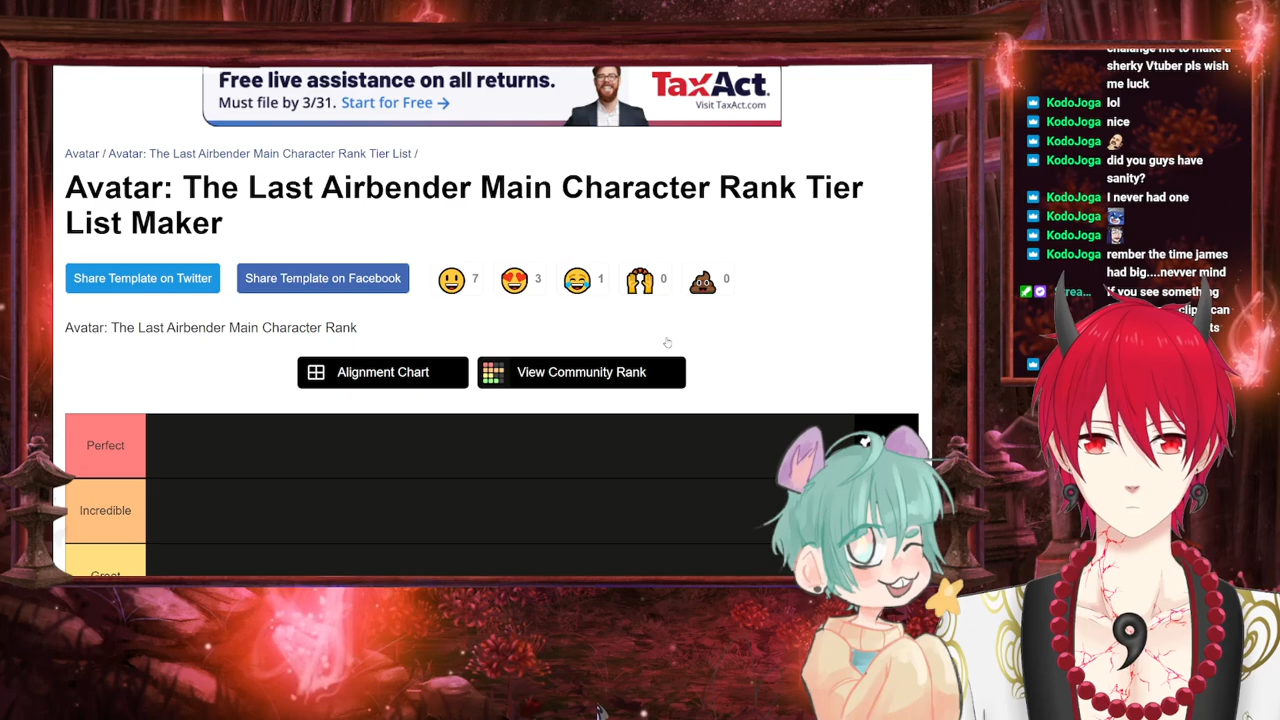 Free live assistance on all returns.
Must file by 3/31. Start for Free →
TaxAct.
Visit TaxAct.com
Avatar / Avatar: The Last Airbender Main Character Rank Tier List /
Avatar: The Last Airbender Main Character Rank Tier
List Maker
Share Template on Twitter
Share Template on Facebook
7
3
1
0
0
Avatar: The Last Airbender Main Character Rank
Alignment Chart
View Community Rank
Perfect
Incredible
Great
chalange me to make a
sherky Vtuber pls wish
me luck
KodoJoga lol
KodoJoga nice
KodoJoga
KodoJoga did you guys have
sanity?
KodoJoga I never had one
KodoJoga
KodoJoga
KodoJoga rember the time james
had big....nevver mind
If you see something
can